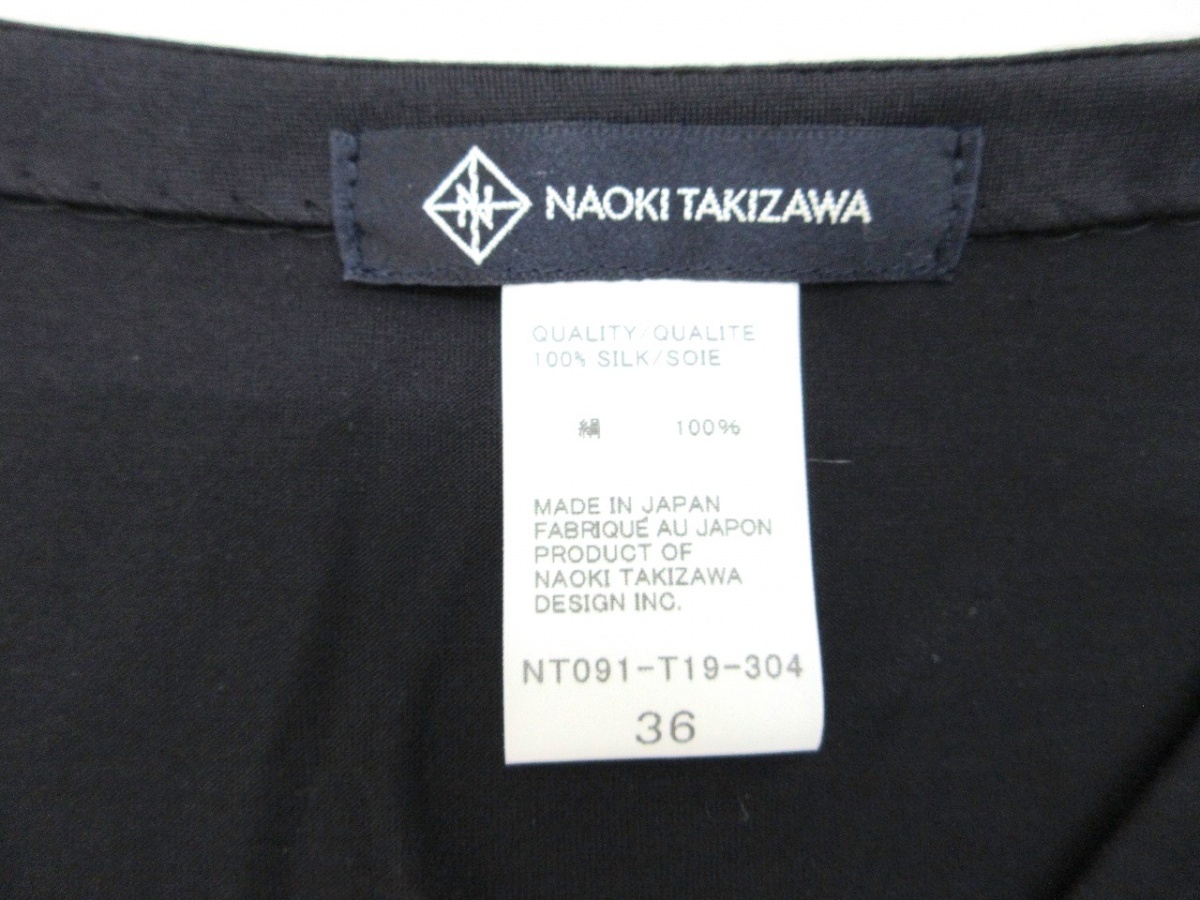 N
NAOKI TAKIZAWA
QUALITY/QUALITE
100% SILK/SOIE
絹 100%
MADE IN JAPAN
FABRIQUÉ AU JAPON
PRODUCT OF
NAOKI TAKIZAWA
DESIGN INC.
NT091-T19-304
36